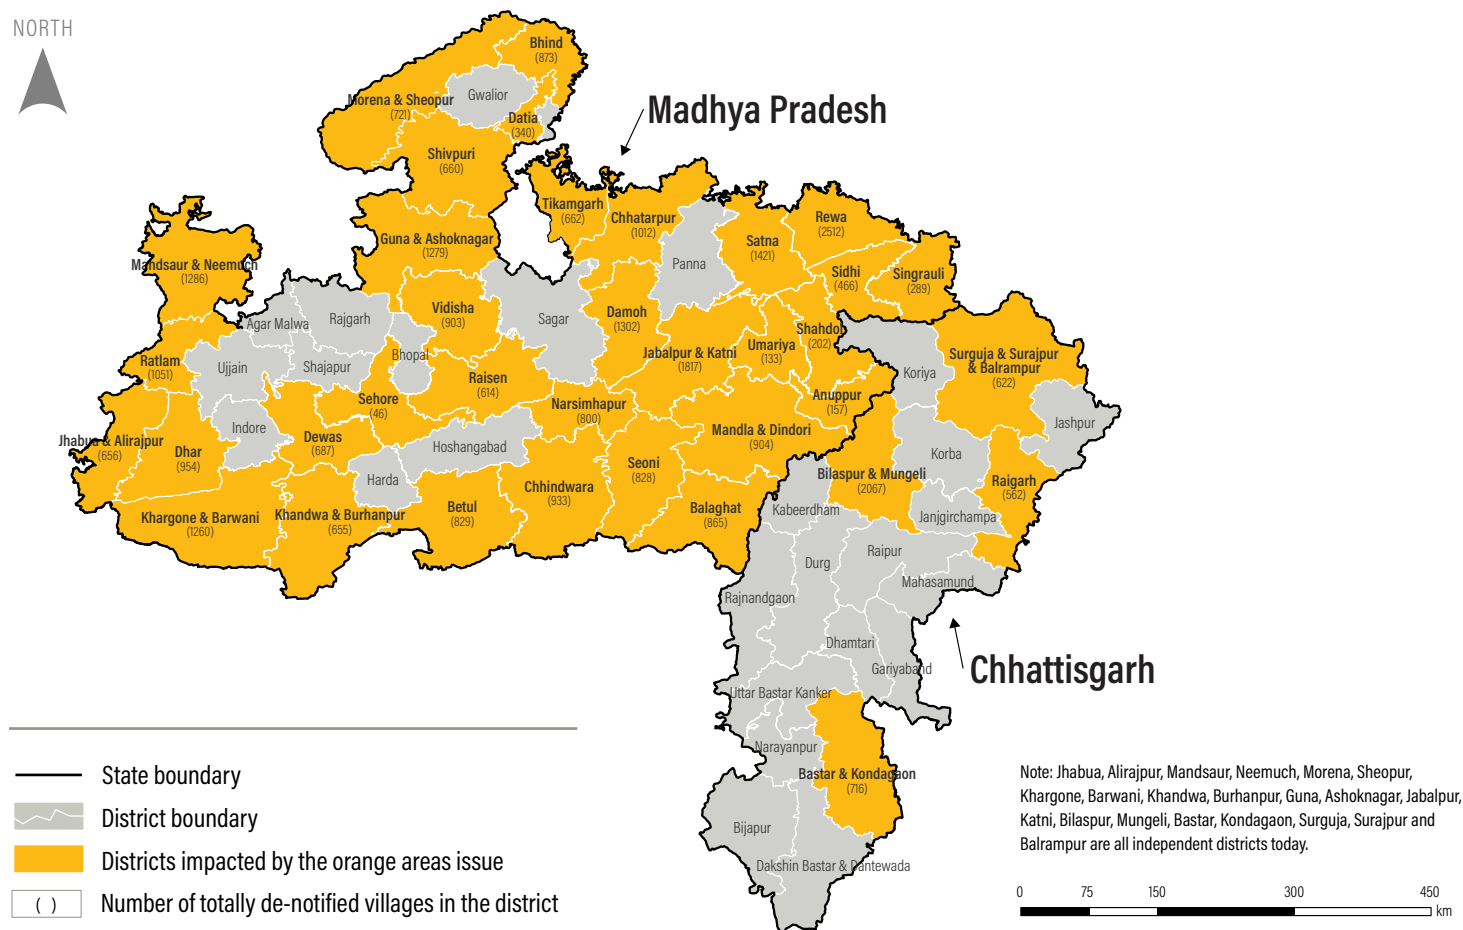 NORTH
Madhya Pradesh
Bhind
(873)
Gwalior
Morena & Sheopur
(721)
Datia
(340)
Shivpuri
(660)
Tikamgarh
(662)
Chhatarpur
(1012)
Rewa
(2512)
Guna & Ashoknagar
(1279)
Satna
(1421)
Panna
Mandsaur & Neemuch
(1286)
Sidhi
(466)
Singrauli
(289)
Vidisha
(903)
Damoh
(1302)
Sagar
Agar Malwa
Rajgarh
Shahdol
(202)
Umariya
(133)
Jabalpur & Katni
(1817)
Surguja & Surajpur
& Balrampur
(622)
Bhopal
Ratlam
(1051)
Ujjain
Shajapur
Raisen
(614)
Koriya
Sehore
(46)
Narsimhapur
(800)
Anuppur
(157)
Jashpur
Indore
Dewas
(687)
Mandla & Dindori
(904)
Jhabua & Alirajpur
(656)
Dhar
(954)
Hoshangabad
Korba
Seoni
(828)
Bilaspur & Mungeli
(2067)
Harda
Raigarh
(562)
Chhindwara
(933)
Betul
(829)
Balaghat
(865)
Kabeerdham
Janjgirchampa
Khargone & Barwani
(1260)
Khandwa & Burhanpur
(655)
Raipur
Durg
Mahasamund
Rajnandgaon
Dhamtari
Gariyaband
Chhattisgarh
Uttar Bastar Kanker
Narayanpur
Bastar & Kondagaon
(716)
Bijapur
Dakshin Bastar & Dantewada
State boundary
District boundary
Districts impacted by the orange areas issue
( ) Number of totally de-notified villages in the district
Note: Jhabua, Alirajpur, Mandsaur, Neemuch, Morena, Sheopur,
Khargone, Barwani, Khandwa, Burhanpur, Guna, Ashoknagar, Jabalpur,
Katni, Bilaspur, Mungeli, Bastar, Kondagaon, Surguja, Surajpur and
Balrampur are all independent districts today.
0 75 150 300 450
km